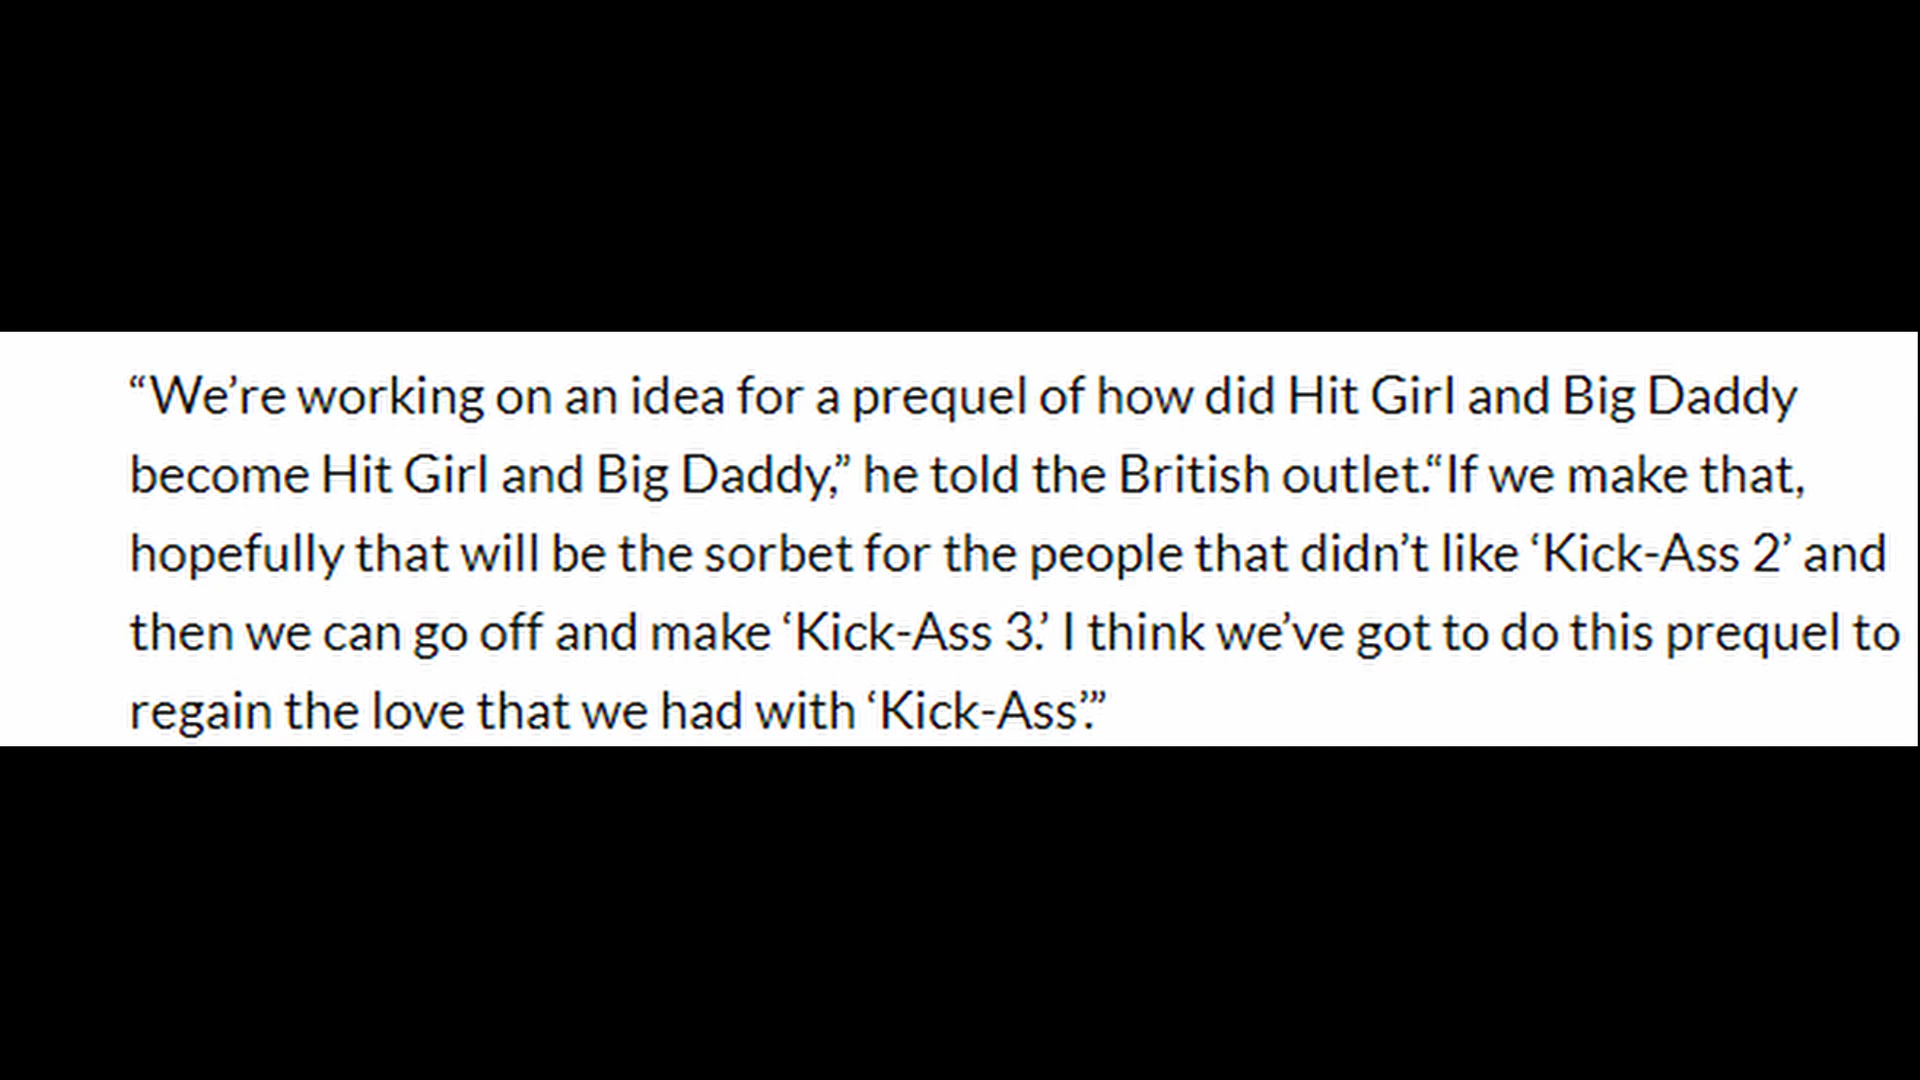 “We’re working on an idea for a prequel of how did Hit Girl and Big Daddy
become Hit Girl and Big Daddy,” he told the British outlet.“If we make that,
hopefully that will be the sorbet for the people that didn’t like ‘Kick-Ass 2’ and
then we can go off and make ‘Kick-Ass 3.’ I think we’ve got to do this prequel to
regain the love that we had with ‘Kick-Ass’.”